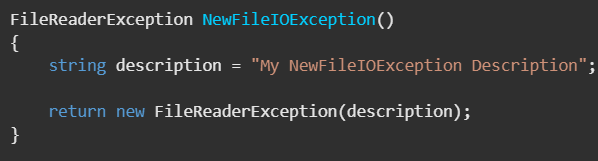 FileReaderException NewFileIOException()
{
    string description = "My NewFileIOException Description";
    return new FileReaderException(description);
}